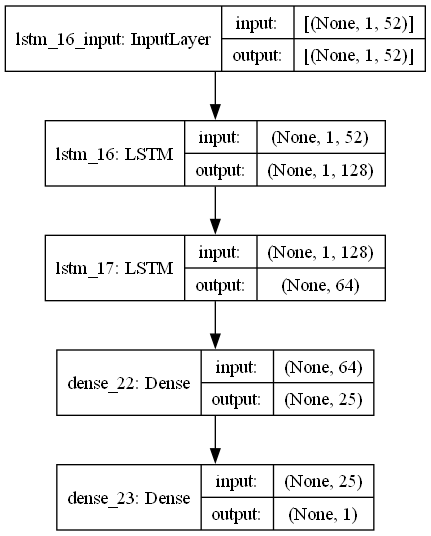 lstm_16_input: InputLayer
input: [(None, 1, 52)]
output: [(None, 1, 52)]
lstm_16: LSTM
input: (None, 1, 52)
output: (None, 1, 128)
lstm_17: LSTM
input: (None, 1, 128)
output: (None, 64)
dense_22: Dense
input: (None, 64)
output: (None, 25)
dense_23: Dense
input: (None, 25)
output: (None, 1)